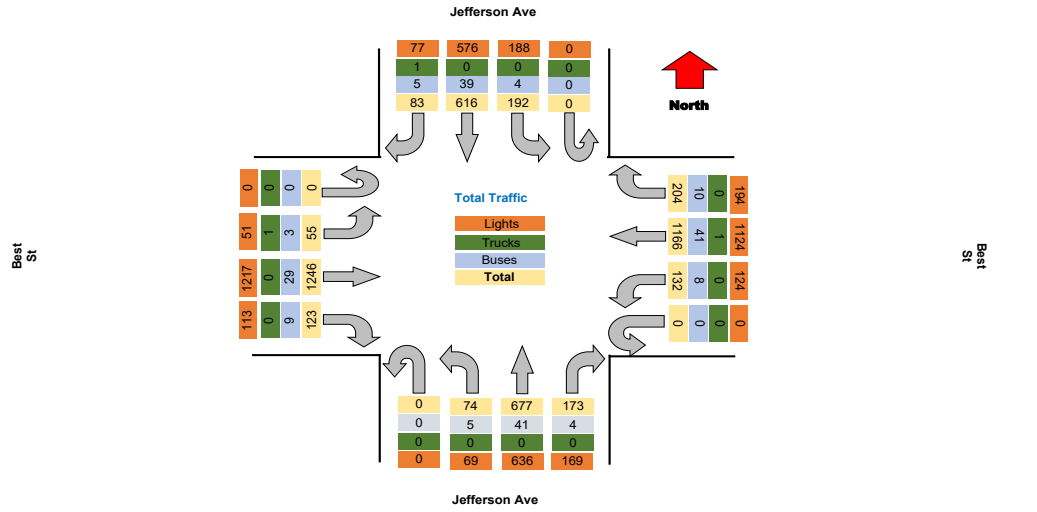 Jefferson Ave
77 576 188 0
1 0 0 0
5 39 4 0
83 616 192 0
North
Total Traffic
Lights
Trucks
Buses
Total
0 0 0 0
51 1 3 55
1217 0 29 1246
113 0 9 123
204 10 0 194
1166 41 1 1124
132 8 0 124
0 0 0 0
Best
St
Best
St
0 74 677 173
0 5 41 4
0 0 0 0
0 69 636 169
Jefferson Ave